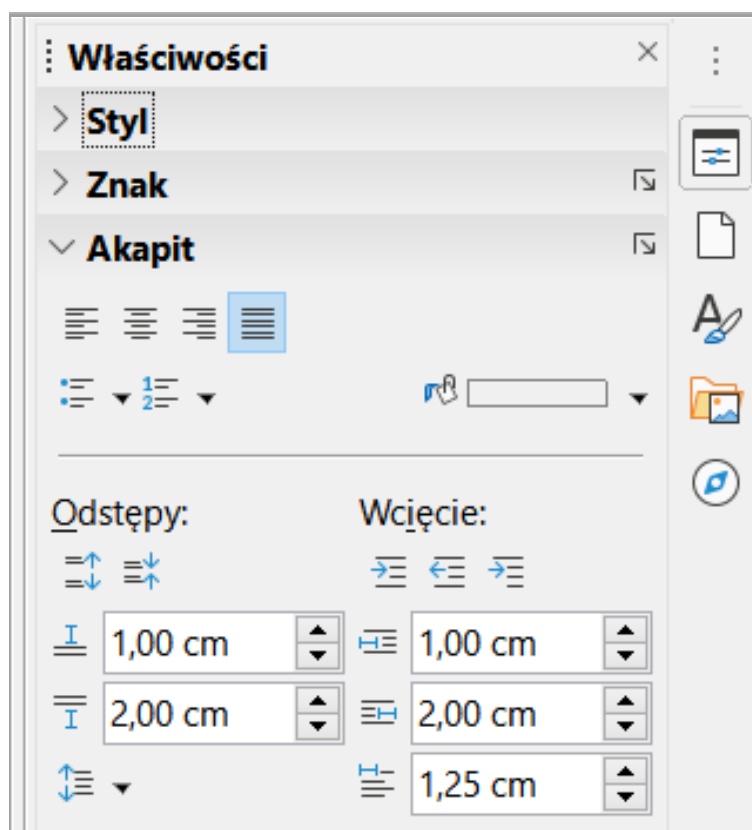 Właściwości
Styl
Znak
Akapit
Odstępy: Wcięcie:
1,00 cm 1,00 cm
2,00 cm 2,00 cm
1,25 cm